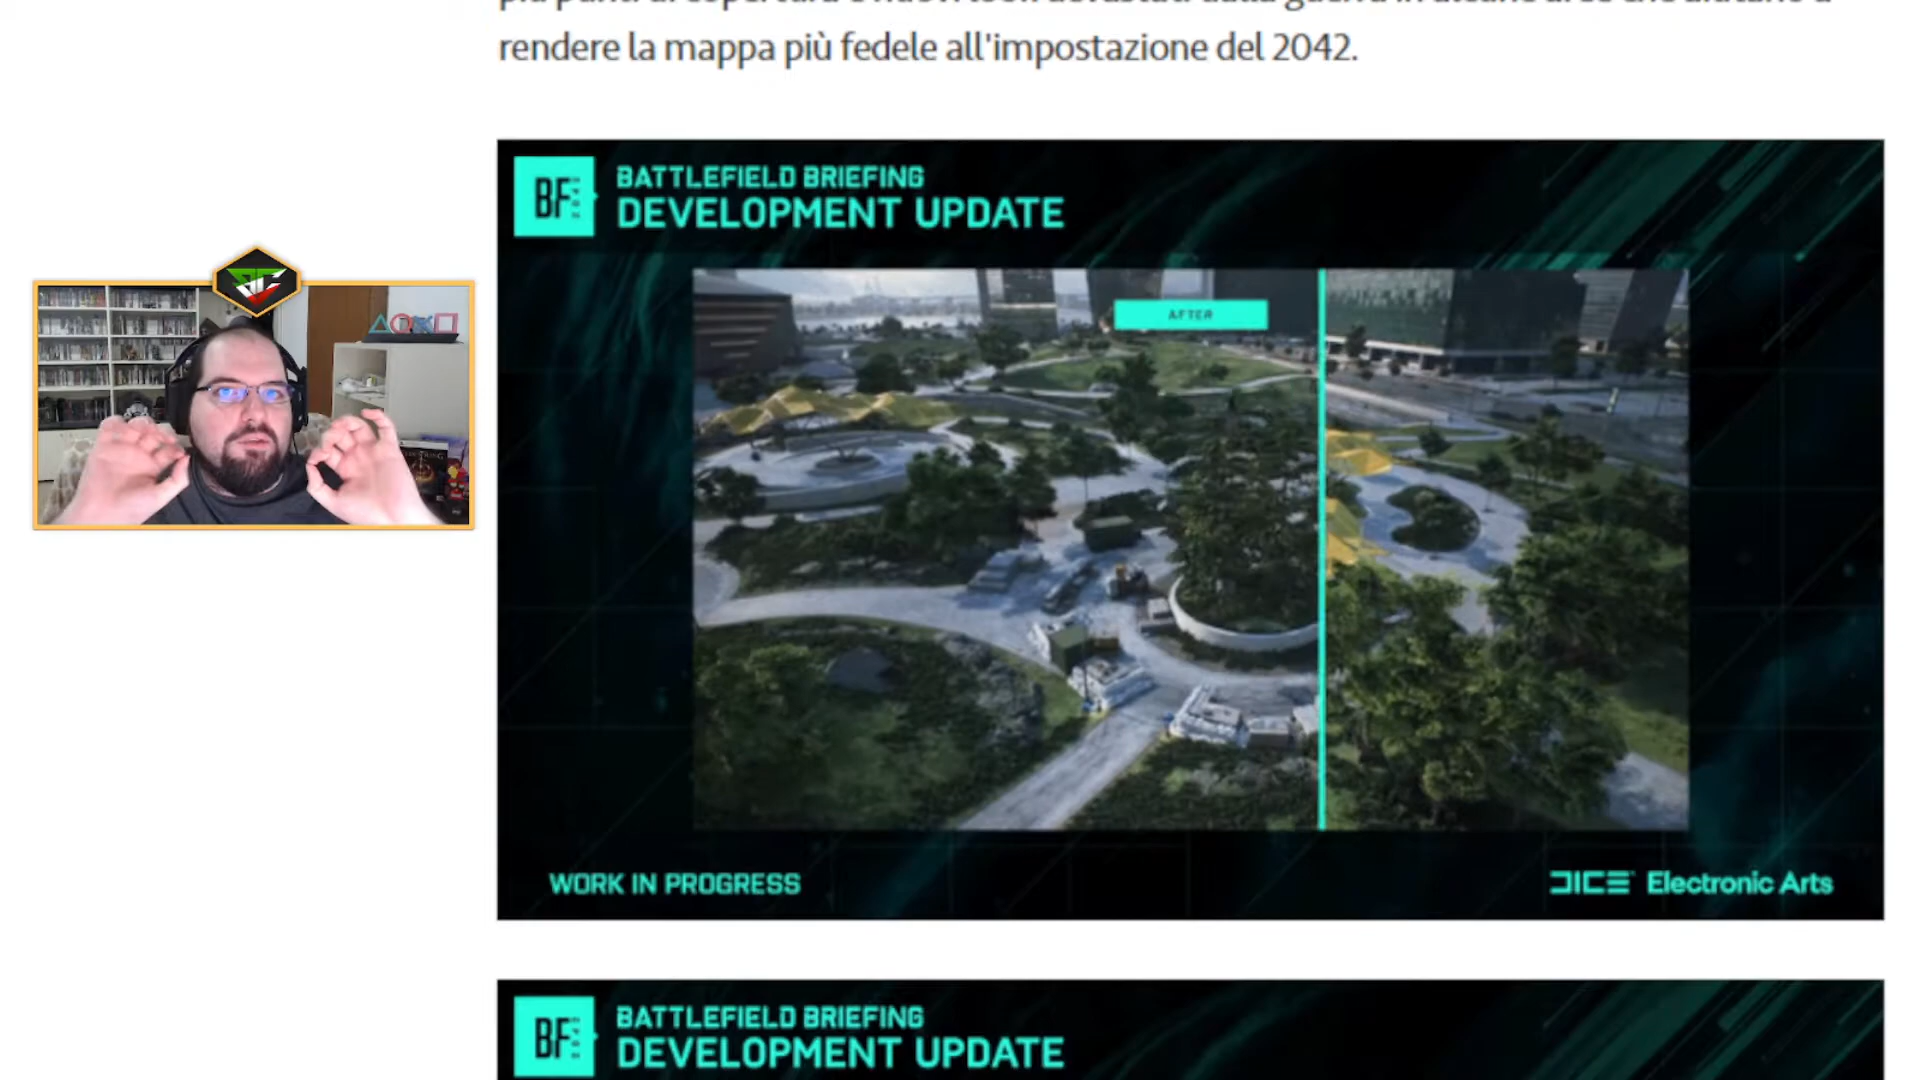 rendere la mappa più fedele all'impostazione del 2042.
BF
BATTLEFIELD BRIEFING
DEVELOPMENT UPDATE
AFTER
WORK IN PROGRESS
DICE Electronic Arts
BF
BATTLEFIELD BRIEFING
DEVELOPMENT UPDATE